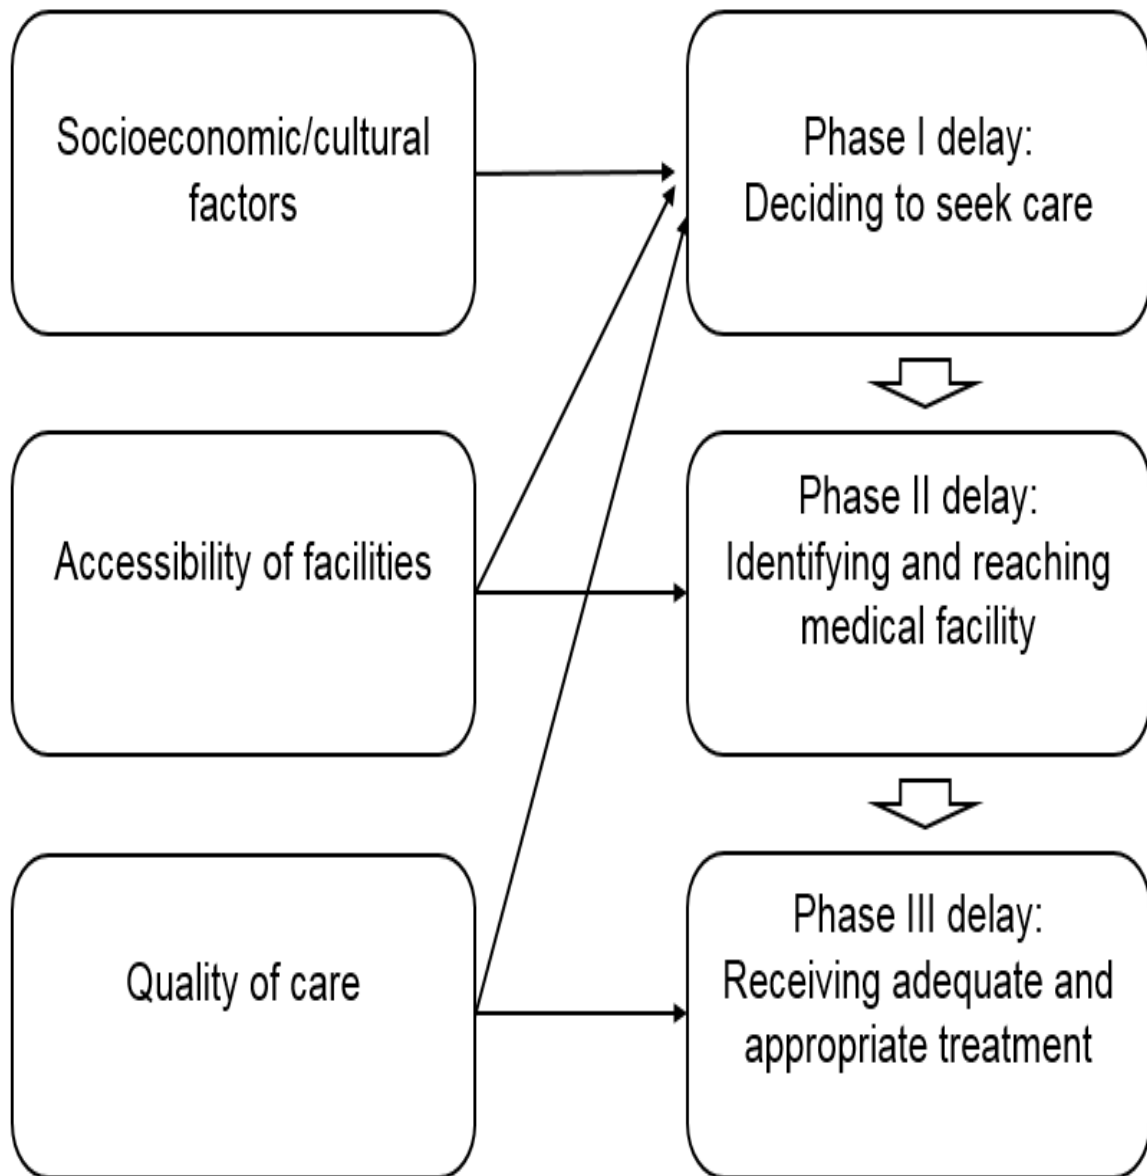 Socioeconomic/cultural
factors
Phase I delay:
Deciding to seek care
Accessibility of facilities
Phase II delay:
Identifying and reaching
medical facility
Quality of care
Phase III delay:
Receiving adequate and
appropriate treatment